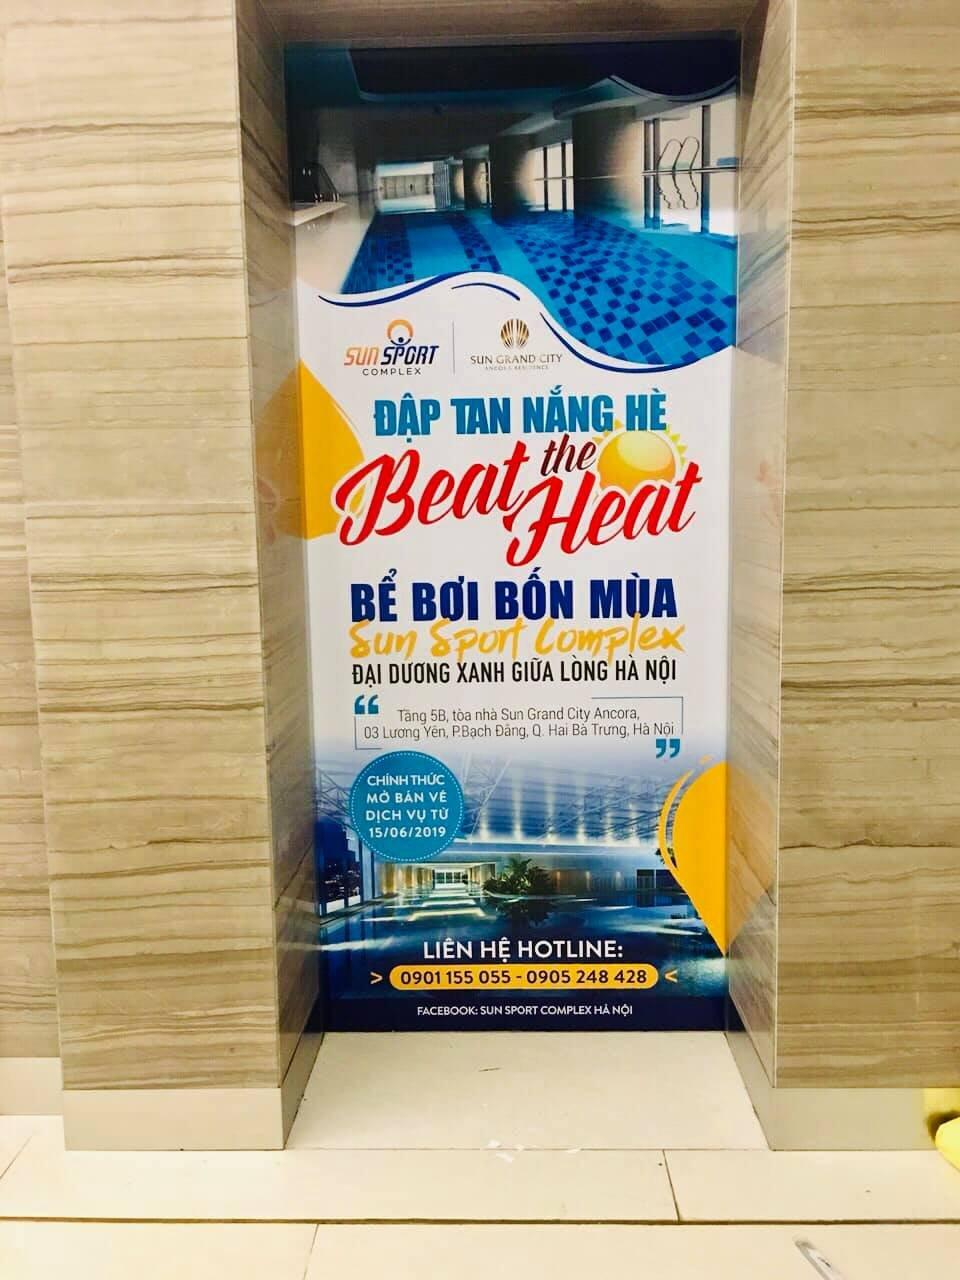 SUN SPORT
COMPLEX
SUN GRAND CITY
ANCORA RESIDENCE
ĐẬP TAN NẮNG HÈ
Beat the
Heat
BỂ BƠI BỐN MÙA
Sun Sport Complex
ĐẠI DƯƠNG XANH GIỮA LÒNG HÀ NỘI
“ Tầng 5B, tòa nhà Sun Grand City Ancora,
03 Lương Yên, P.Bạch Đằng, Q. Hai Bà Trưng, Hà Nội ”
CHÍNH THỨC
MỞ BÁN VÉ
DỊCH VỤ TỪ
15/06/2019
LIÊN HỆ HOTLINE:
> 0901 155 055 - 0905 248 428 <
FACEBOOK: SUN SPORT COMPLEX HÀ NỘI